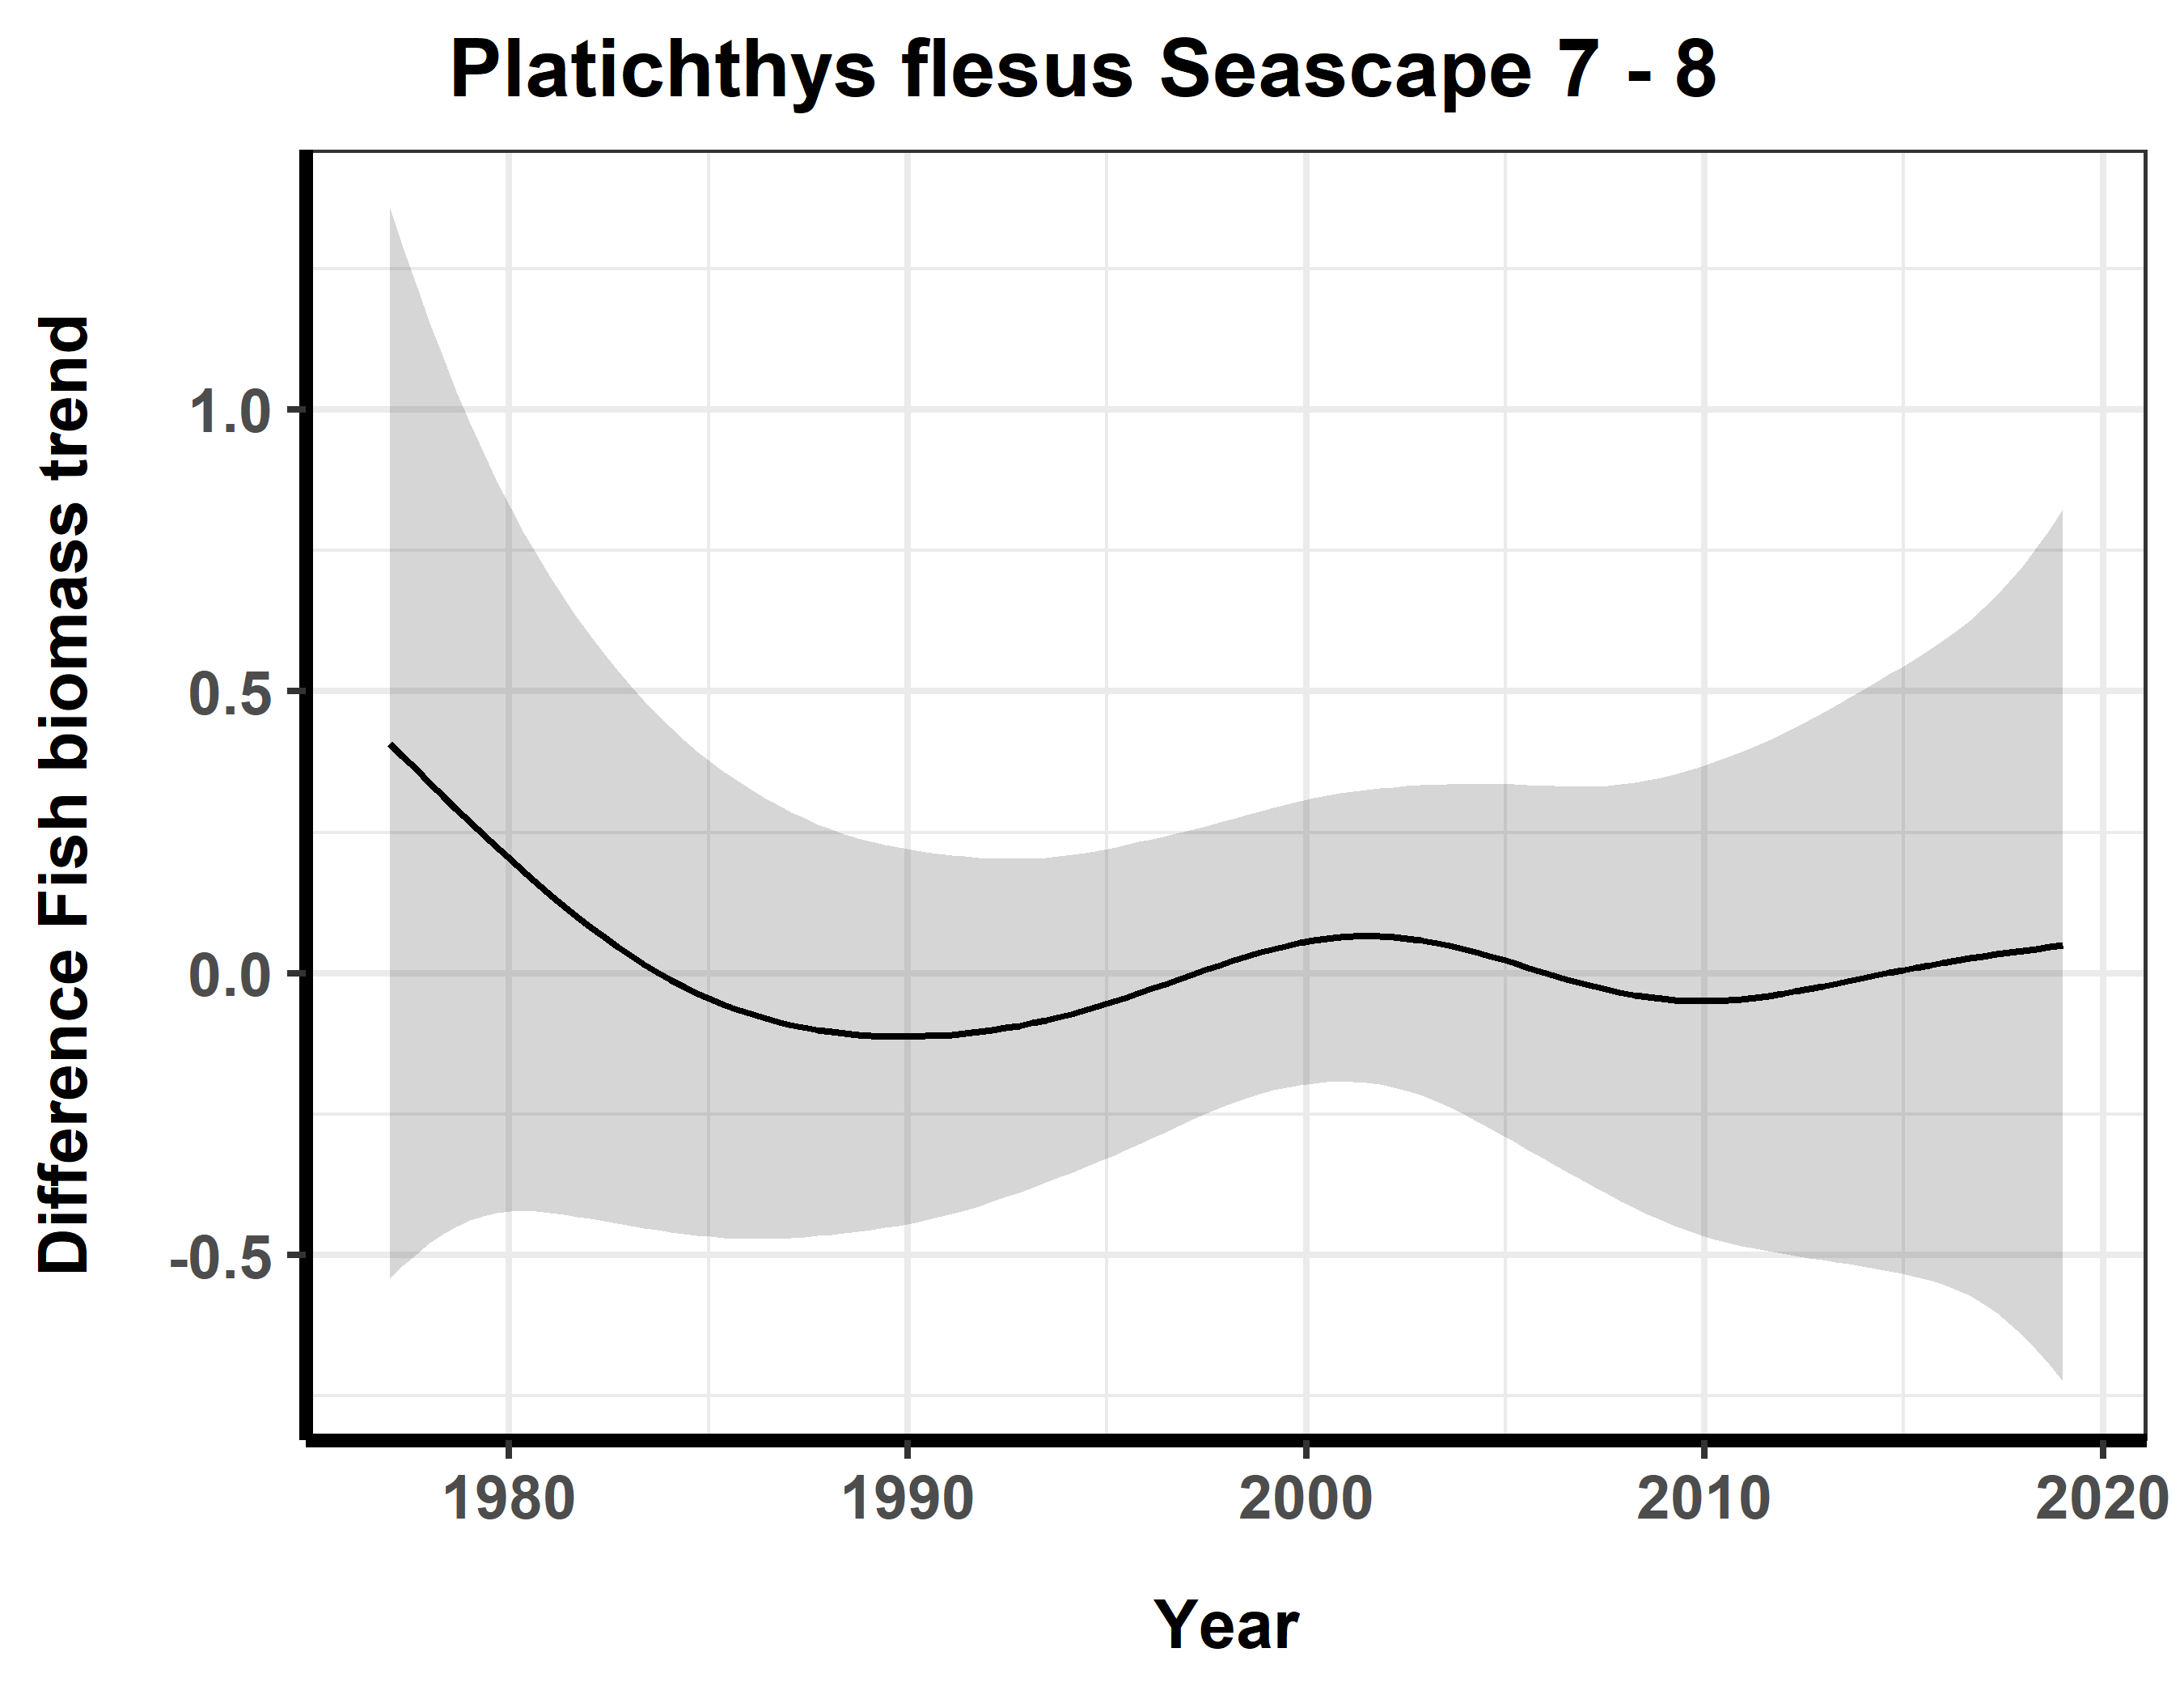 Platichthys flesus Seascape 7 - 8
Difference Fish biomass trend
1.0
0.5
0.0
-0.5
1980 1990 2000 2010 2020
Year